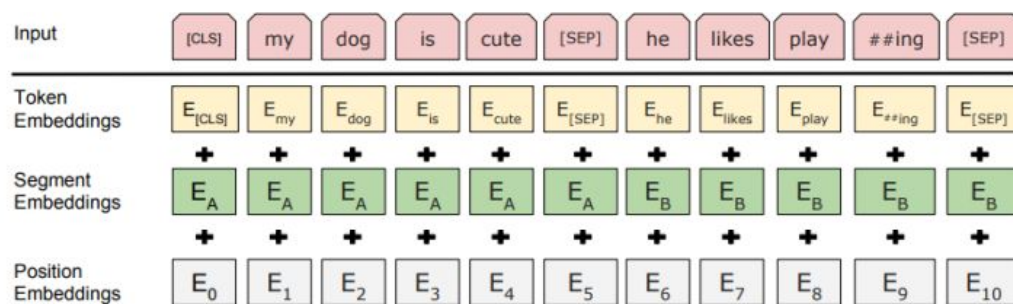 Input [CLS] my dog is cute [SEP] he likes play ##ing [SEP]
Token
Embeddings E[CLS] Emy Edog Eis Ecute E[SEP] Ehe Elikes Eplay E##ing E[SEP]
+ + + + + + + + + + +
Segment
Embeddings EA EA EA EA EA EA EB EB EB EB EB
+ + + + + + + + + + +
Position
Embeddings E0 E1 E2 E3 E4 E5 E6 E7 E8 E9 E10